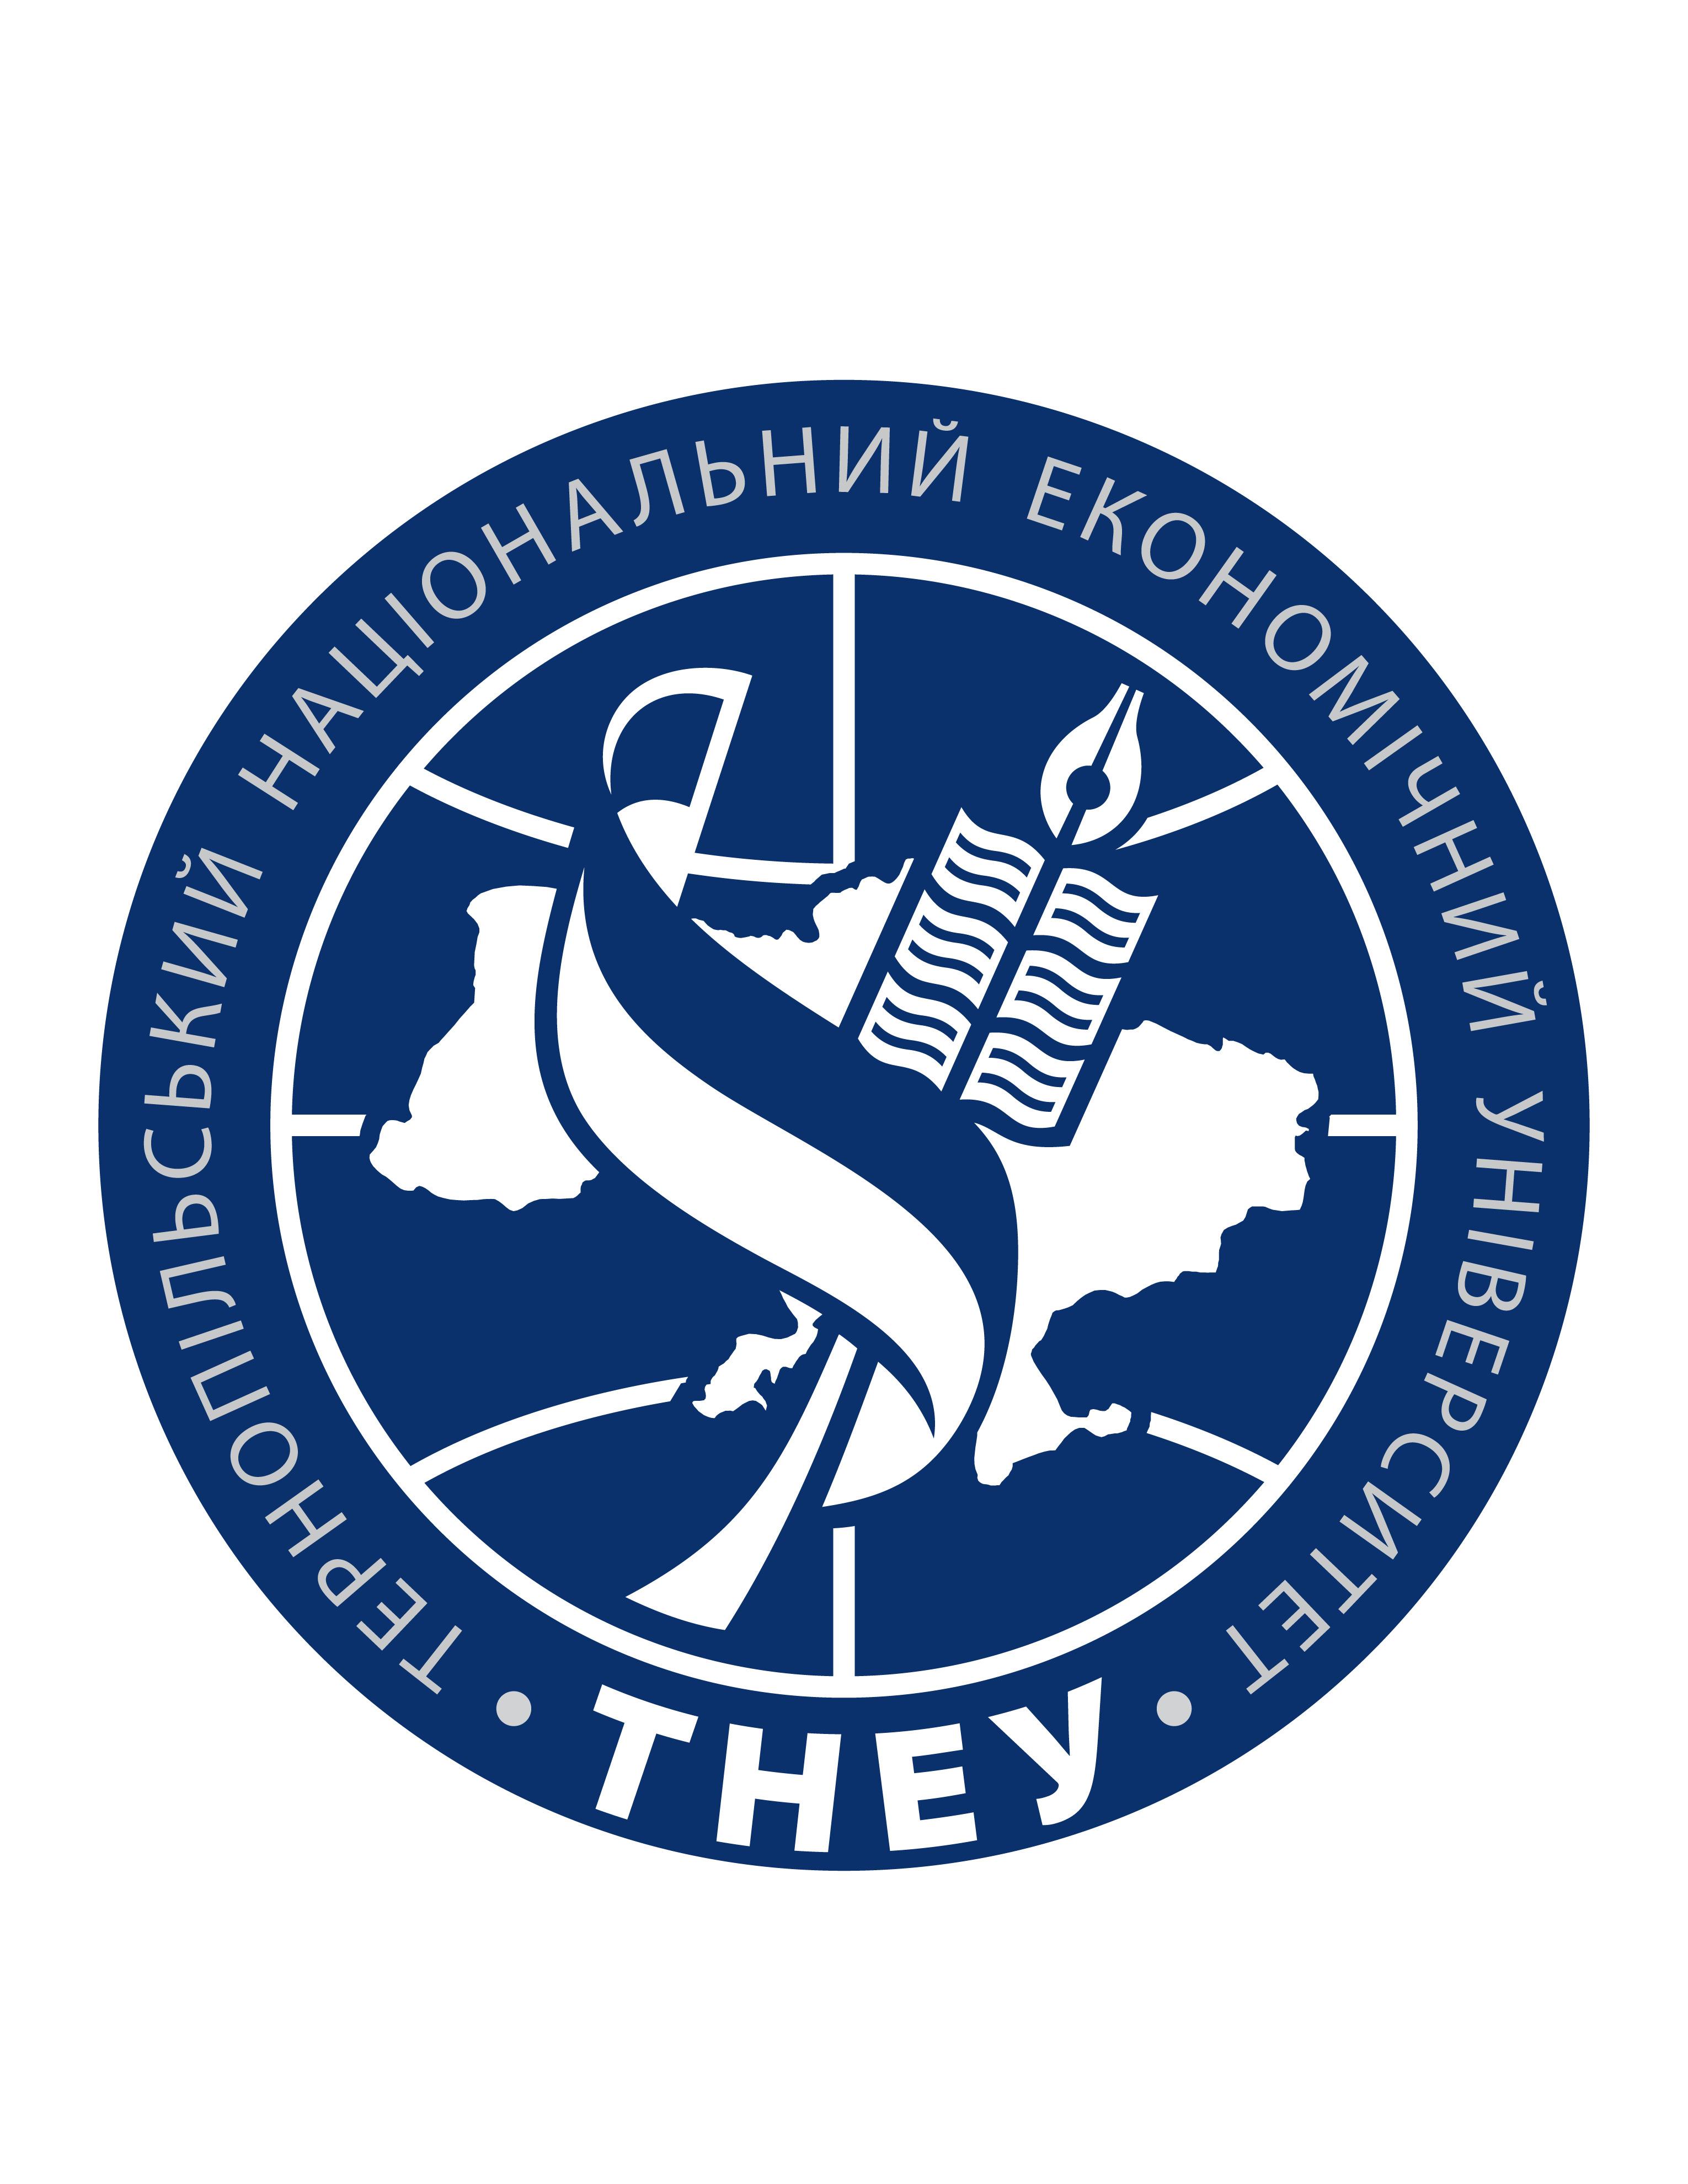 ТЕРНОПІЛЬСЬКИЙ НАЦІОНАЛЬНИЙ ЕКОНОМІЧНИЙ УНІВЕРСИТЕТ
• ТНЕУ •